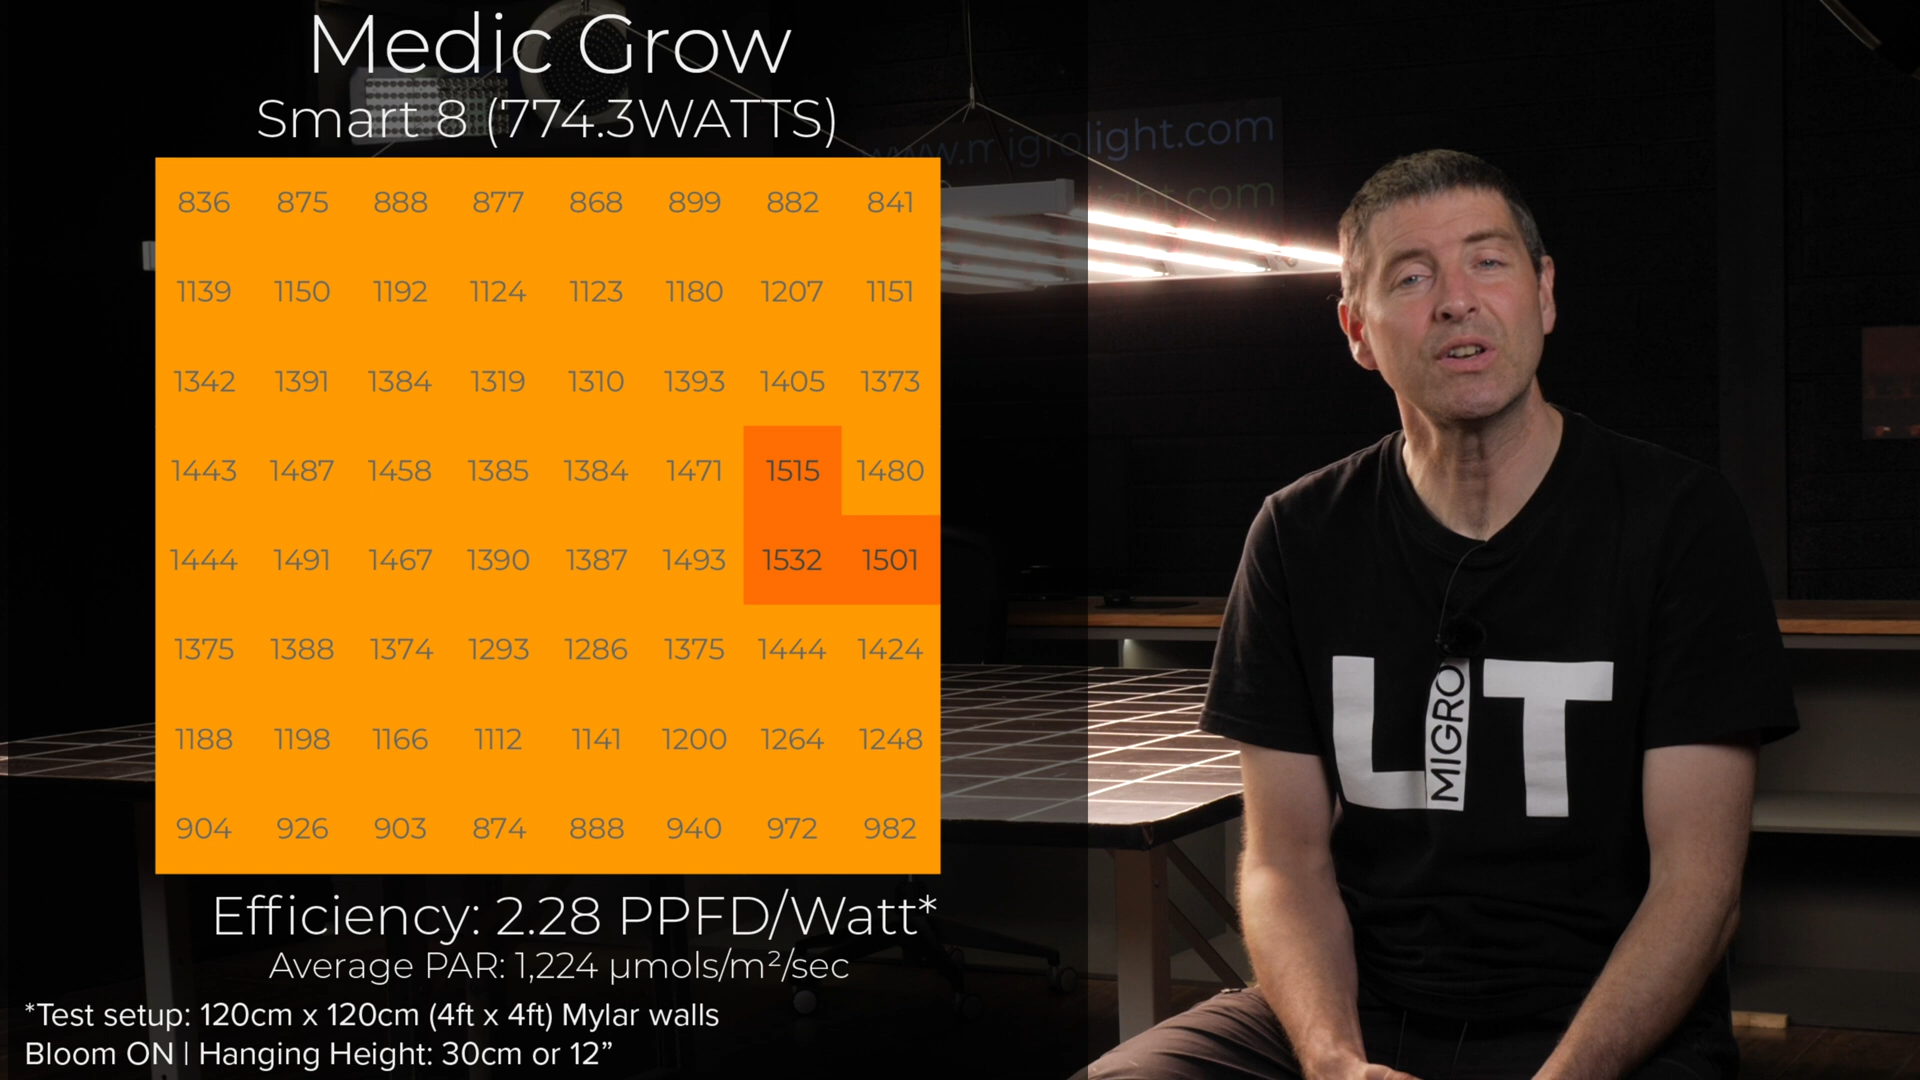 Medic Grow
Smart 8 (774.3WATTS)
www.migrolight.com
light.com
836 875 888 877 868 899 882 841
1139 1150 1192 1124 1123 1180 1207 1151
1342 1391 1384 1319 1310 1393 1405 1373
1443 1487 1458 1385 1384 1471 1515 1480
1444 1491 1467 1390 1387 1493 1532 1501
1375 1388 1374 1293 1286 1375 1444 1424
1188 1198 1166 1112 1141 1200 1264 1248
904 926 903 874 888 940 972 982
LIT
MIGRO
Efficiency: 2.28 PPFD/Watt*
Average PAR: 1,224 µmols/m²/sec
*Test setup: 120cm x 120cm (4ft x 4ft) Mylar walls
Bloom ON | Hanging Height: 30cm or 12”